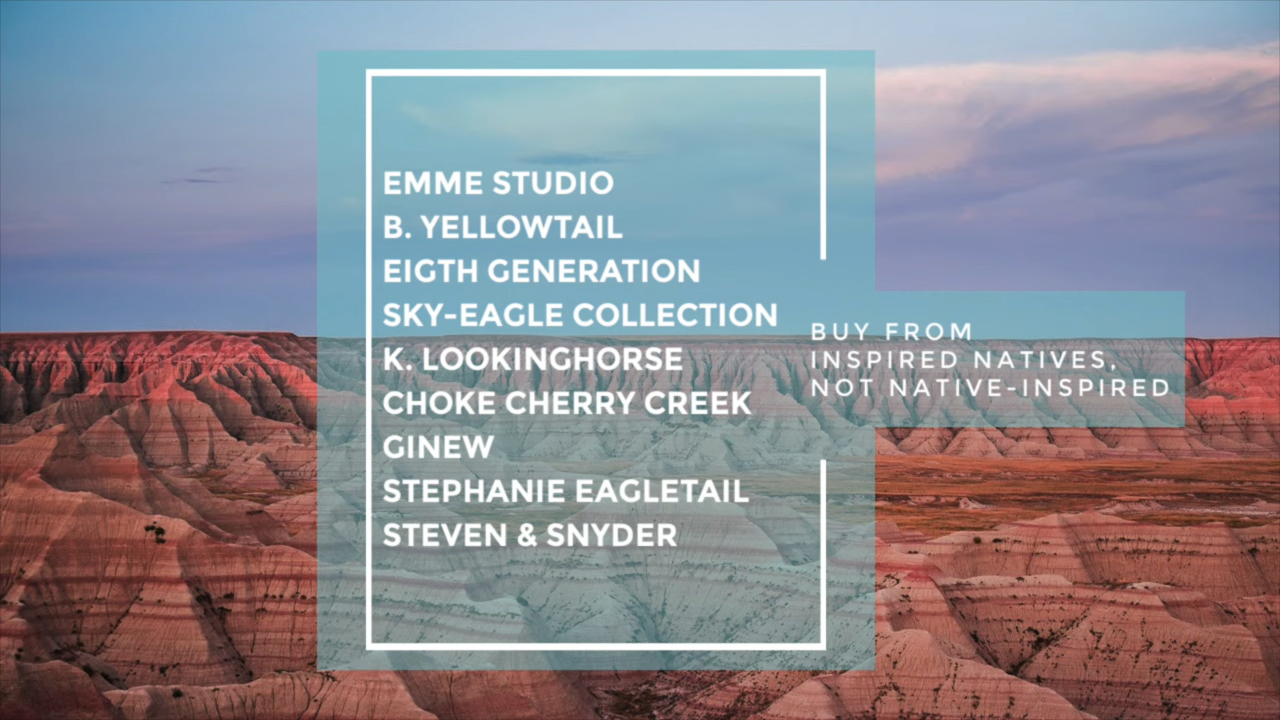 EMME STUDIO
B. YELLOWTAIL
EIGTH GENERATION
SKY-EAGLE COLLECTION
K. LOOKINGHORSE
CHOKE CHERRY CREEK
GINEW
STEPHANIE EAGLETAIL
STEVEN & SNYDER
BUY FROM
INSPIRED NATIVES,
NOT NATIVE-INSPIRED